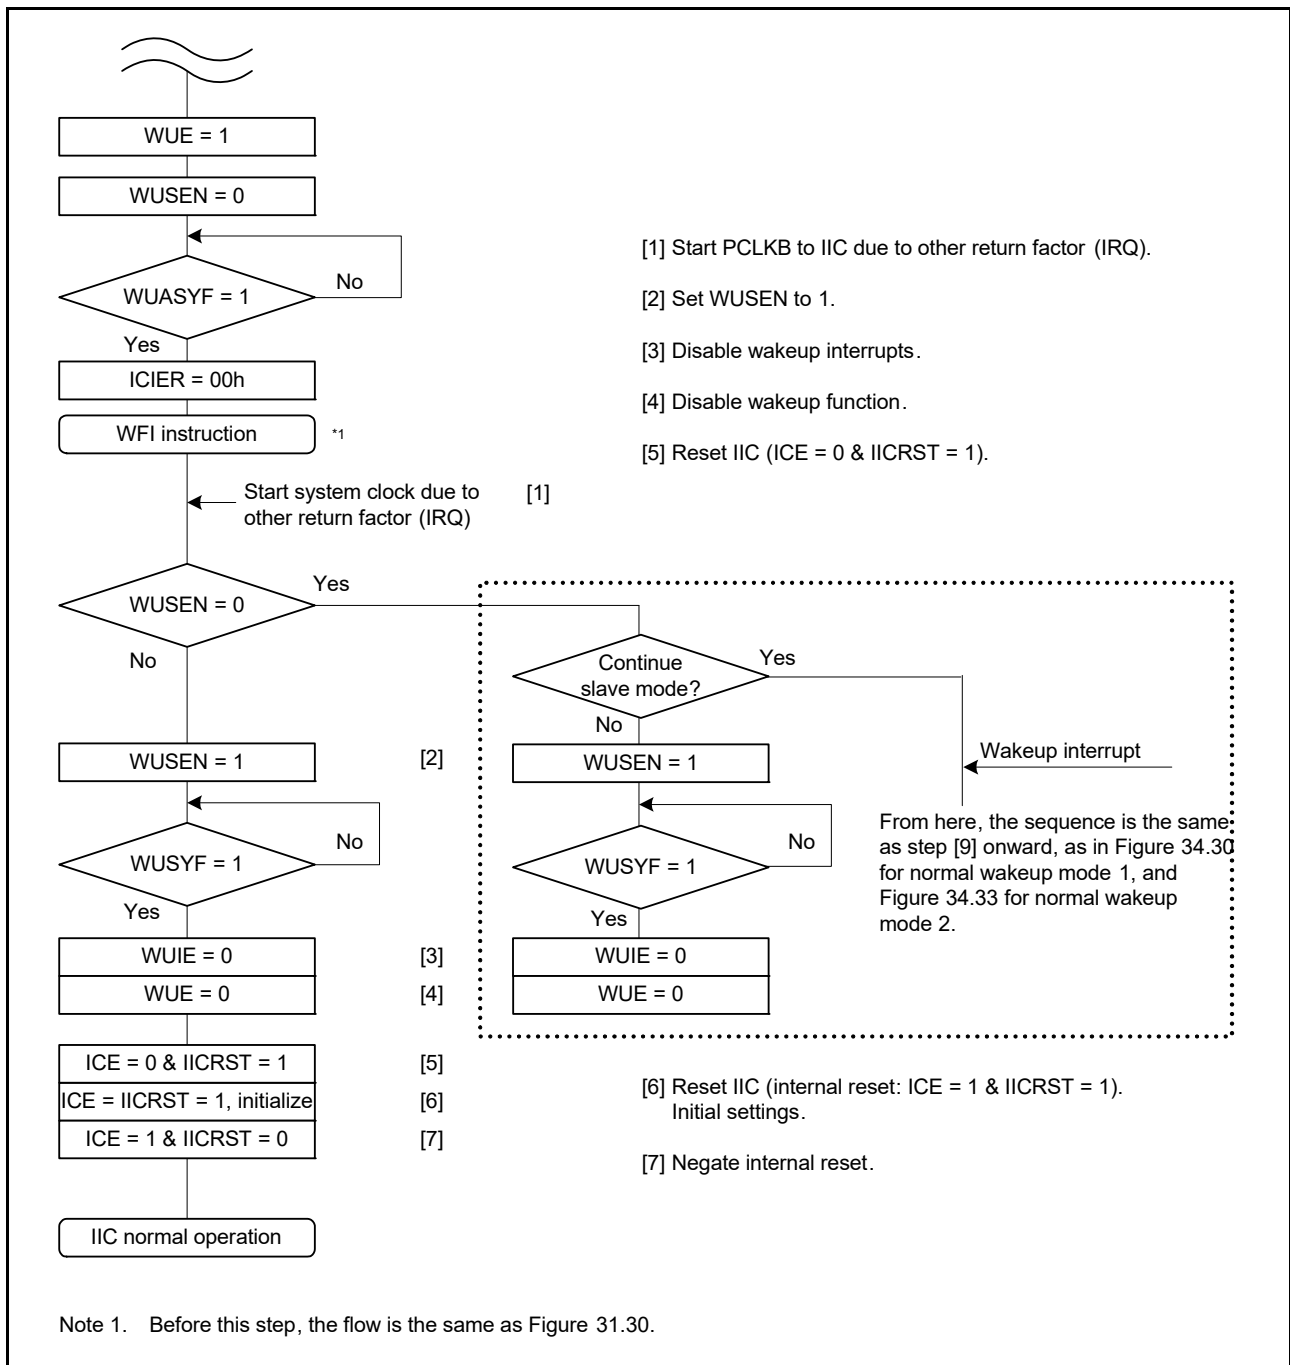 WUE = 1
WUSEN = 0
WUASYF = 1
No
Yes
ICIER = 00h
WFI instruction
*1
[1] Start PCLKB to IIC due to other return factor (IRQ).
[2] Set WUSEN to 1.
[3] Disable wakeup interrupts.
[4] Disable wakeup function.
[5] Reset IIC (ICE = 0 & IICRST = 1).
Start system clock due to
other return factor (IRQ)
[1]
WUSEN = 0
Yes
No
Continue
slave mode?
Yes
No
WUSEN = 1
[2]
WUSEN = 1
Wakeup interrupt
WUSYF = 1
No
Yes
WUSYF = 1
No
Yes
From here, the sequence is the same
as step [9] onward, as in Figure 34.30
for normal wakeup mode 1, and
Figure 34.33 for normal wakeup
mode 2.
WUIE = 0
[3]
WUE = 0
[4]
WUIE = 0
WUE = 0
ICE = 0 & IICRST = 1
[5]
ICE = IICRST = 1, initialize
[6]
ICE = 1 & IICRST = 0
[7]
[6] Reset IIC (internal reset: ICE = 1 & IICRST = 1).
Initial settings.
[7] Negate internal reset.
IIC normal operation
Note 1. Before this step, the flow is the same as Figure 31.30.